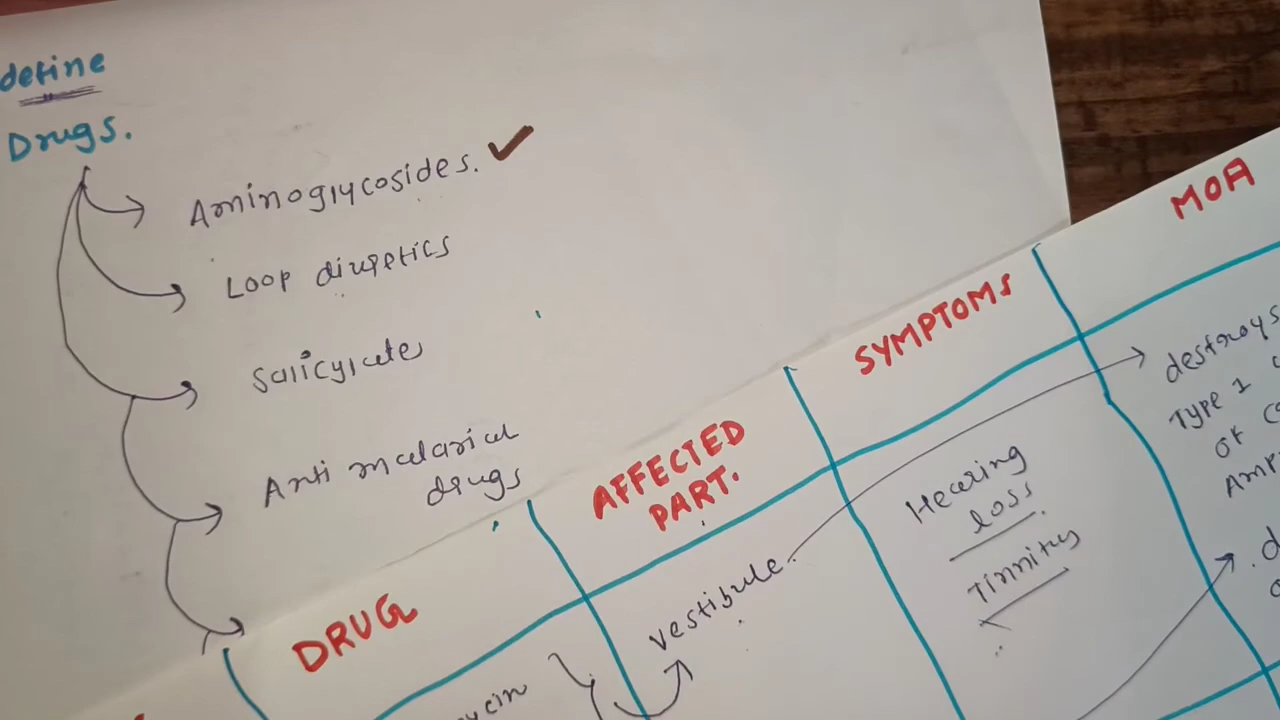 define
Drugs.
Aminoglycosides.
Loop diuretics
Salicylate
Anti malarial
drugs
DRUG
AFFECTED
PART.
SYMPTOMS
MOA
vestibule.
Hearing
loss
Tinnitus
destroys
Type 1
of